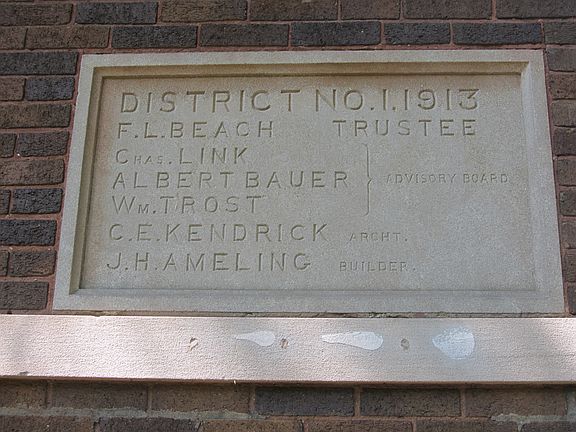 DISTRICT NO.1.1913
F.L.BEACH TRUSTEE
CHAS. LINK
ALBERT BAUER ADVISORY BOARD
WM. TROST
C.E.KENDRICK ARCHT.
J.H.AMELING BUILDER.